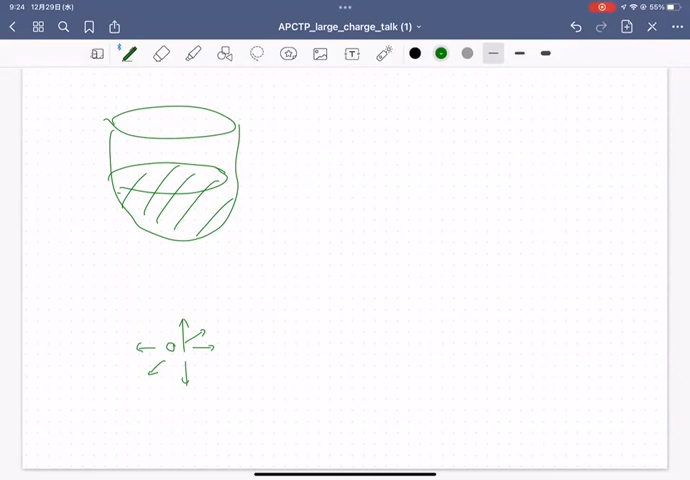 9:24 12月29日(水)
55%
APCTP_large_charge_talk (1)
T